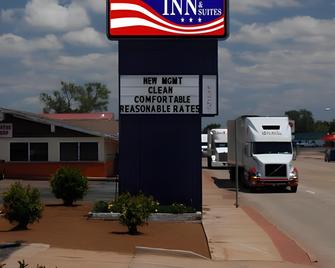 INN &
SUITES
NEW MGMT
CLEAN
COMFORTABLE
REASONABLE RATES